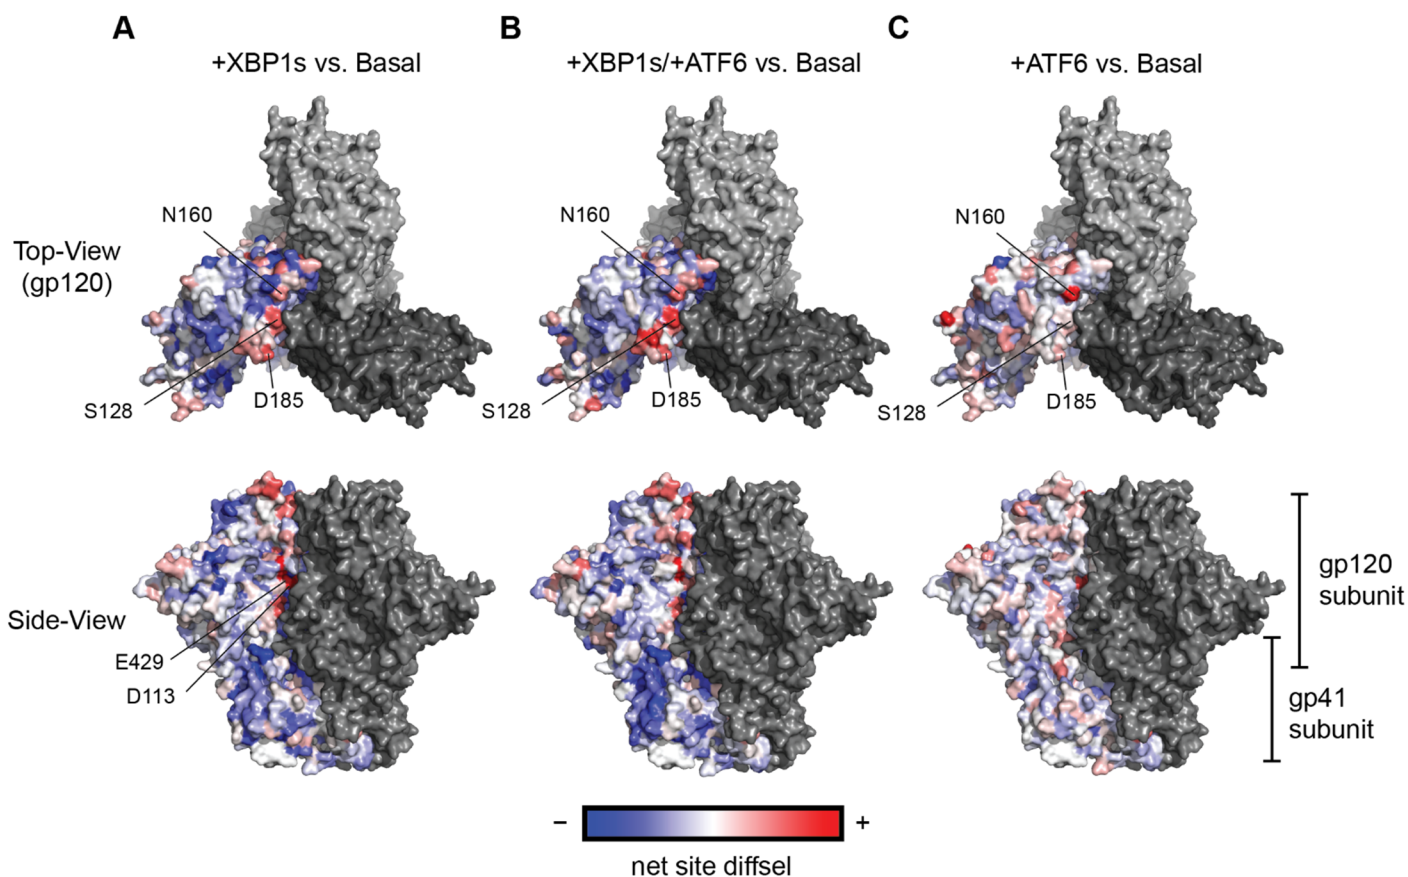 A
B
C
+XBP1s vs. Basal
+XBP1s/+ATF6 vs. Basal
+ATF6 vs. Basal
Top-View
(gp120)
N160
S128
D185
N160
S128
D185
N160
S128
D185
Side-View
E429
D113
gp120
subunit
gp41
subunit
−
+
net site diffsel